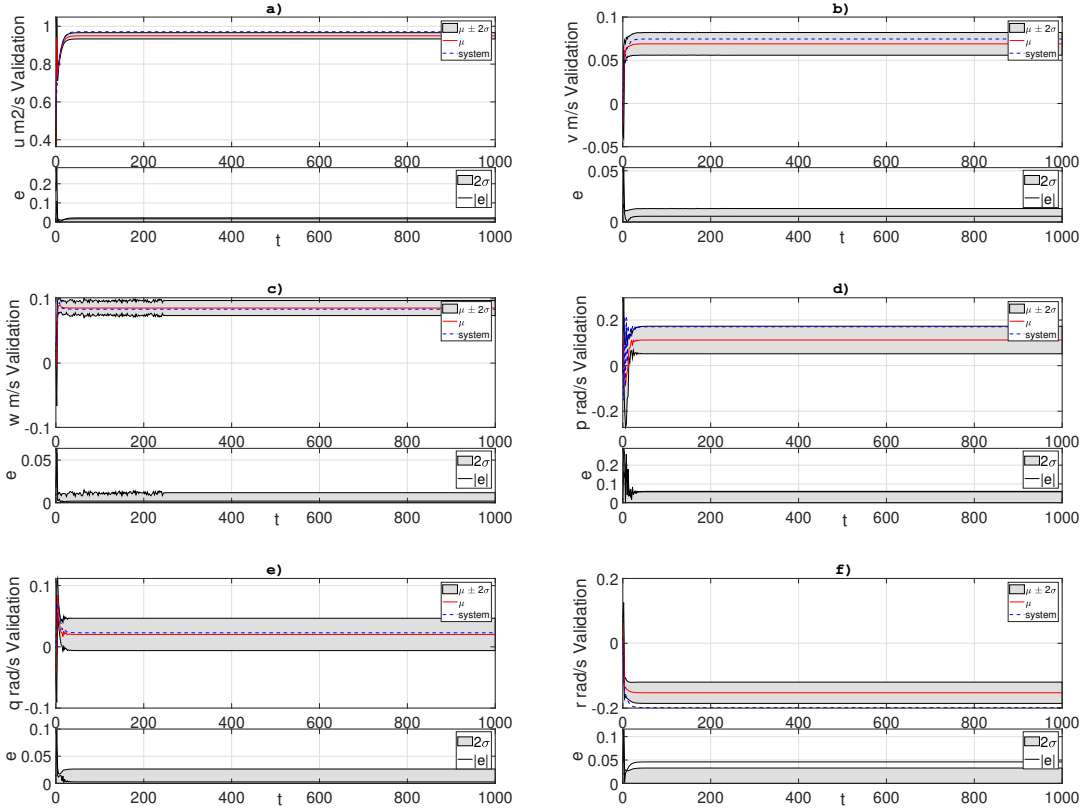 a)
u m2/s Validation
1
0.8
0.6
0.4
μ ± 2σ
μ
system
0 200 400 600 800 1000
e
0.2
0.1
0
2σ
|e|
0 200 400 600 800 1000
t
b)
v m/s Validation
0.1
0.05
0
-0.05
μ ± 2σ
μ
system
0 200 400 600 800 1000
e
0.05
0
2σ
|e|
0 200 400 600 800 1000
t
c)
w m/s Validation
0.1
0
-0.1
μ ± 2σ
μ
system
0 200 400 600 800 1000
e
0.05
0
2σ
|e|
0 200 400 600 800 1000
t
d)
p rad/s Validation
0.2
0
-0.2
μ ± 2σ
μ
system
0 200 400 600 800 1000
e
0.2
0.1
0
2σ
|e|
0 200 400 600 800 1000
t
e)
q rad/s Validation
0.1
0
-0.1
μ ± 2σ
μ
system
0 200 400 600 800 1000
e
0.1
0.05
0
2σ
|e|
0 200 400 600 800 1000
t
f)
r rad/s Validation
0.2
0
-0.2
μ ± 2σ
μ
system
0 200 400 600 800 1000
e
0.1
0.05
0
2σ
|e|
0 200 400 600 800 1000
t